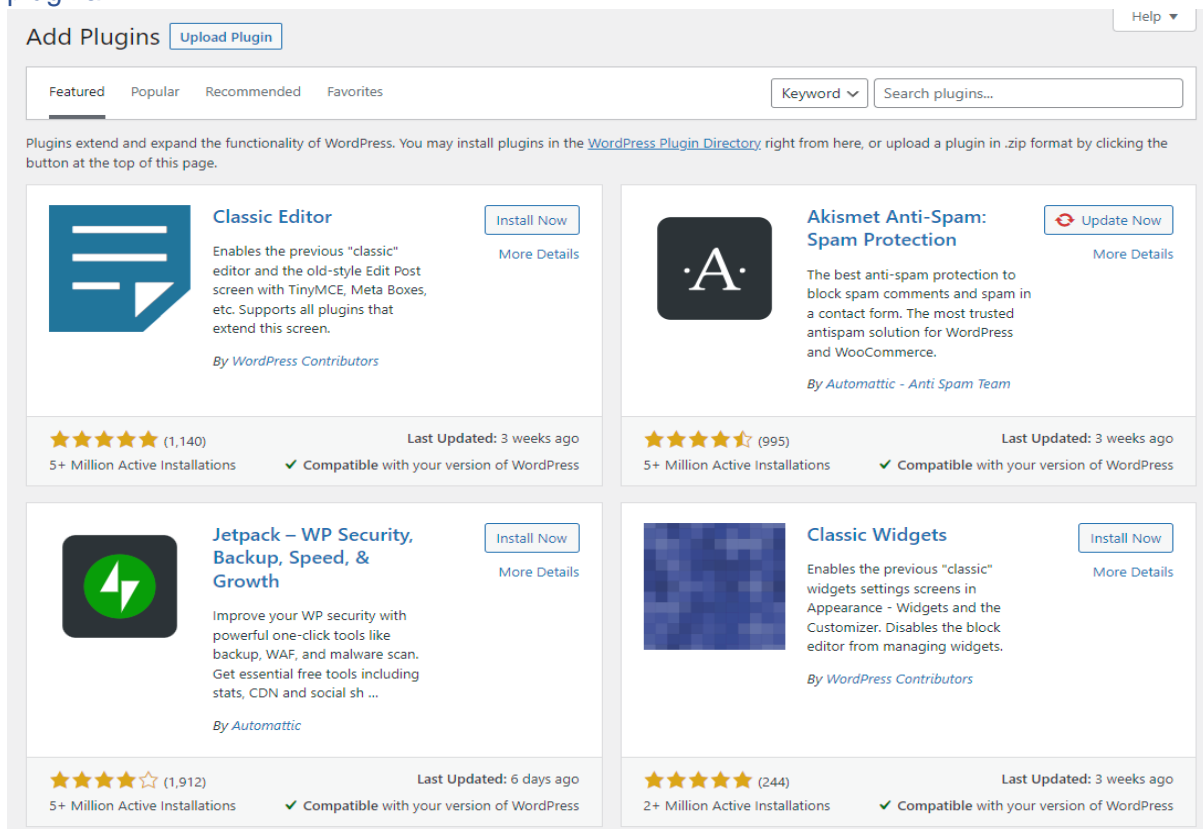 Help ▼
Add Plugins Upload Plugin
Featured Popular Recommended Favorites Keyword Search plugins...
Plugins extend and expand the functionality of WordPress. You may install plugins in the WordPress Plugin Directory right from here, or upload a plugin in .zip format by clicking the
button at the top of this page.
Classic Editor
Install Now
More Details
Enables the previous "classic"
editor and the old-style Edit Post
screen with TinyMCE, Meta Boxes,
etc. Supports all plugins that
extend this screen.
By WordPress Contributors
(1,140)
Last Updated: 3 weeks ago
5+ Million Active Installations
✔ Compatible with your version of WordPress
·A·
Akismet Anti-Spam:
Spam Protection
Update Now
More Details
The best anti-spam protection to
block spam comments and spam in
a contact form. The most trusted
antispam solution for WordPress
and WooCommerce.
By Automattic - Anti Spam Team
(995)
Last Updated: 3 weeks ago
5+ Million Active Installations
✔ Compatible with your version of WordPress
Jetpack – WP Security,
Backup, Speed, &
Growth
Install Now
More Details
Improve your WP security with
powerful one-click tools like
backup, WAF, and malware scan.
Get essential free tools including
stats, CDN and social sh ...
By Automattic
(1,912)
Last Updated: 6 days ago
5+ Million Active Installations
✔ Compatible with your version of WordPress
Classic Widgets
Install Now
More Details
Enables the previous "classic"
widgets settings screens in
Appearance - Widgets and the
Customizer. Disables the block
editor from managing widgets.
By WordPress Contributors
(244)
Last Updated: 3 weeks ago
2+ Million Active Installations
✔ Compatible with your version of WordPress